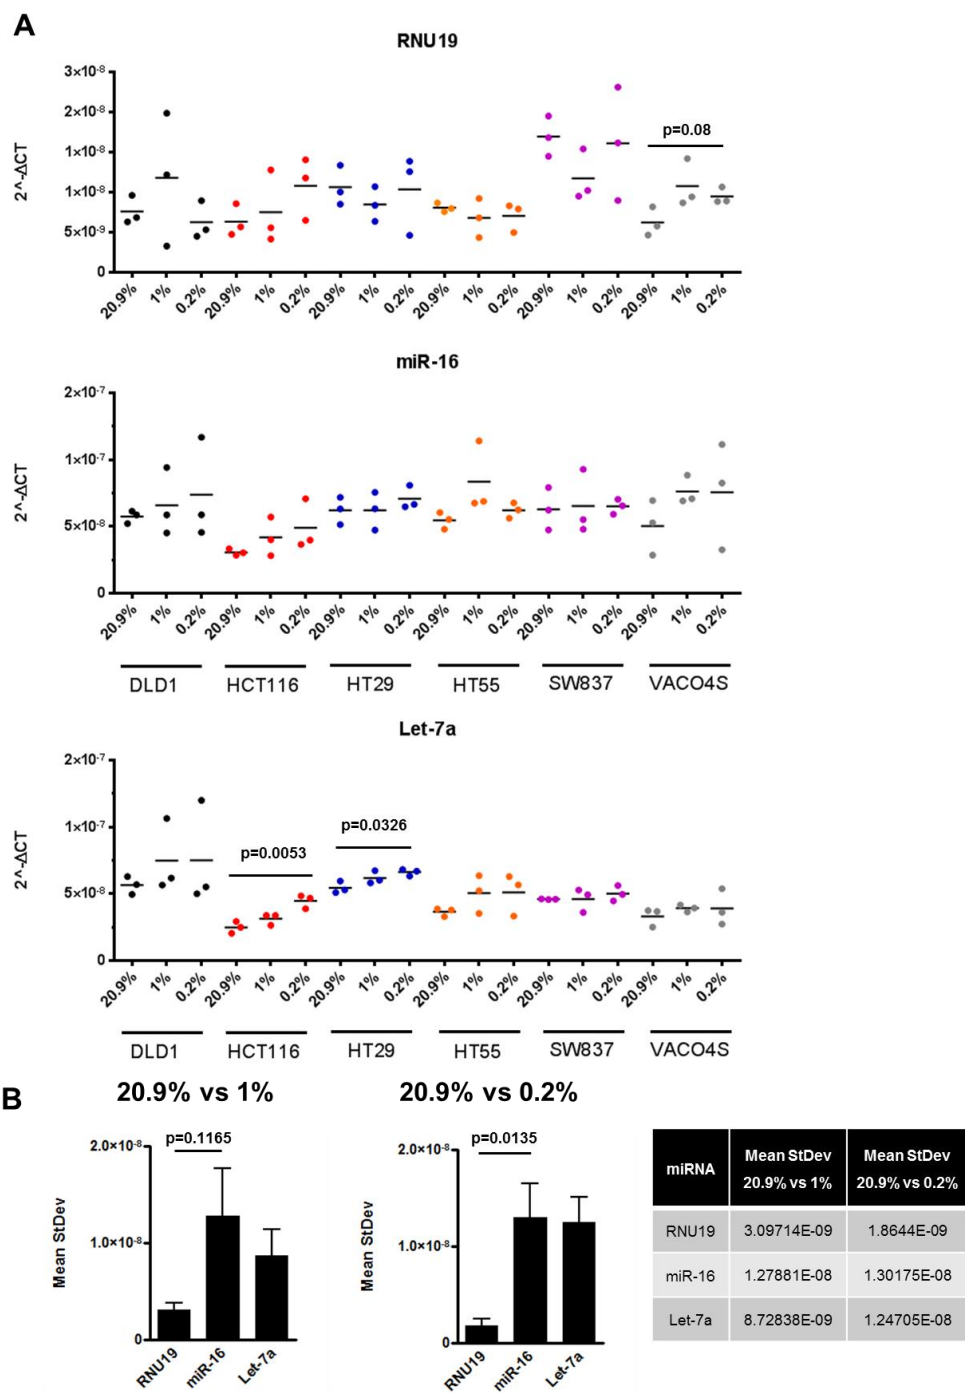 A
RNU19
2^-ΔCT
3×10⁻⁸
2×10⁻⁸
1×10⁻⁸
1×10⁻⁸
5×10⁻⁹
0
p=0.08
20.9% 1% 0.2% 20.9% 1% 0.2% 20.9% 1% 0.2% 20.9% 1% 0.2% 20.9% 1% 0.2% 20.9% 1% 0.2%
miR-16
2^-ΔCT
2×10⁻⁷
1×10⁻⁷
5×10⁻⁸
0
20.9% 1% 0.2% 20.9% 1% 0.2% 20.9% 1% 0.2% 20.9% 1% 0.2% 20.9% 1% 0.2% 20.9% 1% 0.2%
DLD1 HCT116 HT29 HT55 SW837 VACO4S
Let-7a
2^-ΔCT
2×10⁻⁷
1×10⁻⁷
5×10⁻⁸
0
p=0.0053
p=0.0326
20.9% 1% 0.2% 20.9% 1% 0.2% 20.9% 1% 0.2% 20.9% 1% 0.2% 20.9% 1% 0.2% 20.9% 1% 0.2%
DLD1 HCT116 HT29 HT55 SW837 VACO4S
B
20.9% vs 1%
Mean StDev
2.0×10⁻⁸
1.0×10⁻⁸
0
p=0.1165
RNU19 miR-16 Let-7a
20.9% vs 0.2%
Mean StDev
2.0×10⁻⁸
1.0×10⁻⁸
0
p=0.0135
RNU19 miR-16 Let-7a
miRNA
Mean StDev
20.9% vs 1%
Mean StDev
20.9% vs 0.2%
RNU19 3.09714E-09 1.8644E-09
miR-16 1.27881E-08 1.30175E-08
Let-7a 8.72838E-09 1.24705E-08